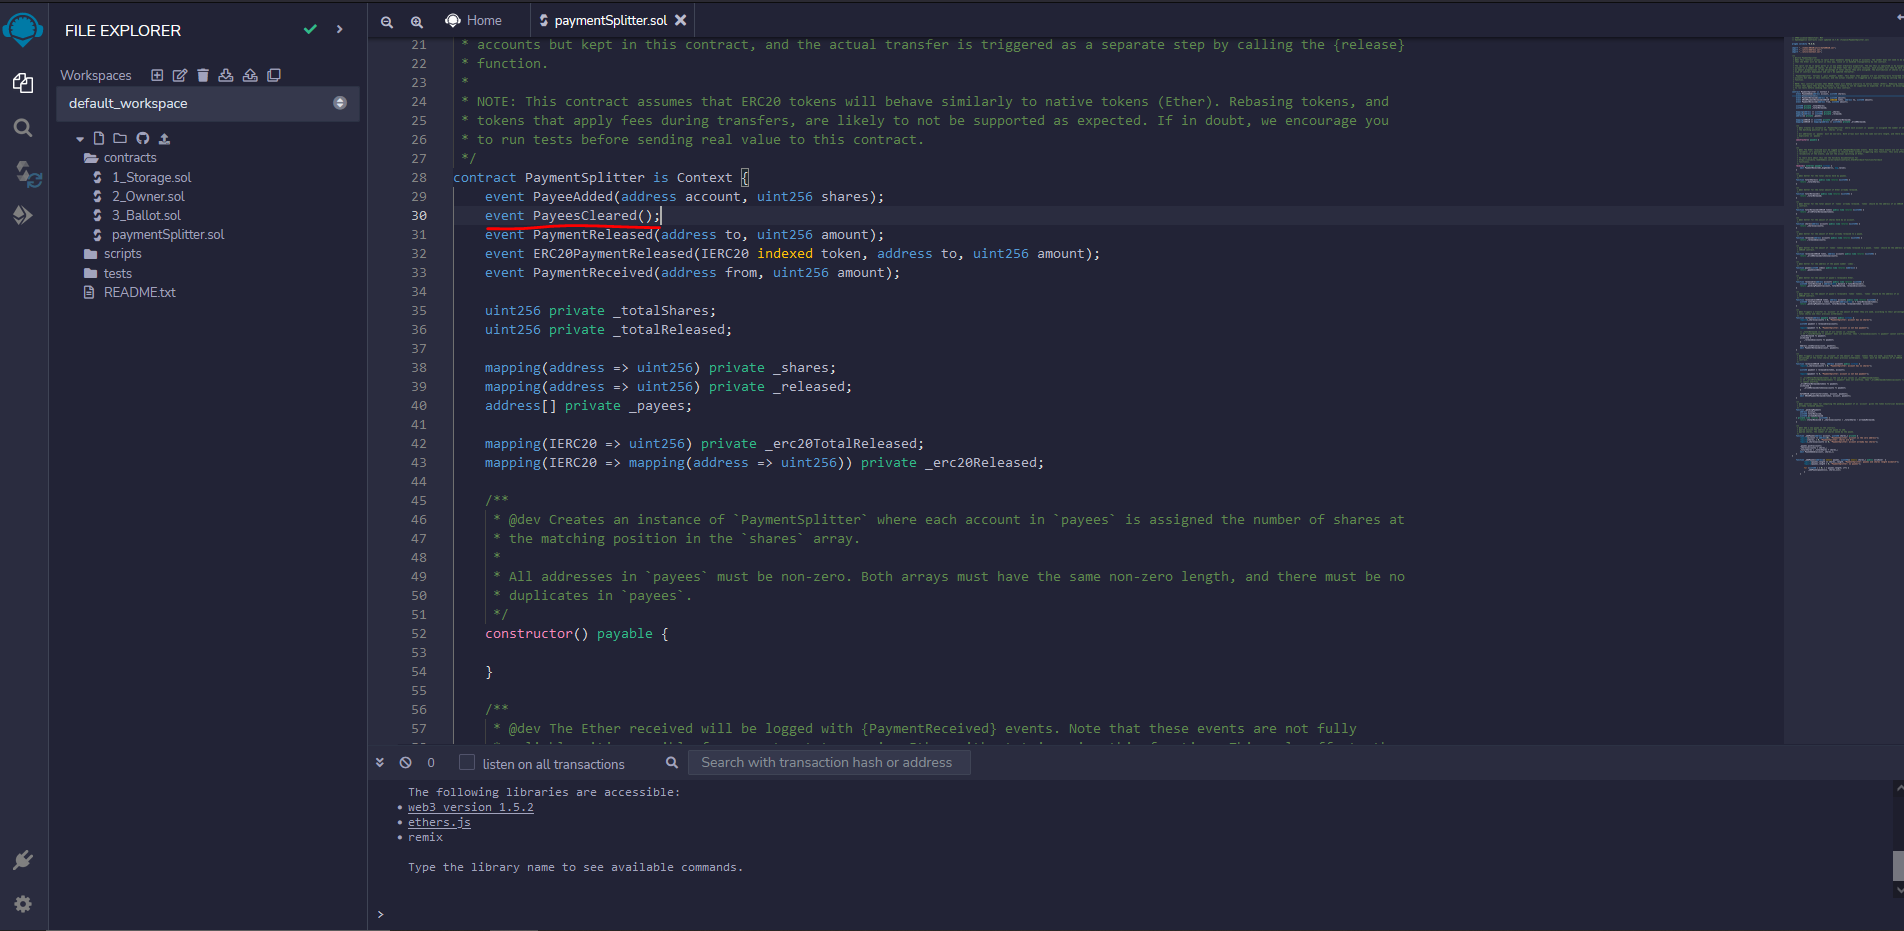 FILE EXPLORER
Workspaces
default_workspace
contracts
1_Storage.sol
2_Owner.sol
3_Ballot.sol
paymentSplitter.sol
scripts
tests
README.txt
Home
paymentSplitter.sol
21 * accounts but kept in this contract, and the actual transfer is triggered as a separate step by calling the {release}
22 * function.
23 *
24 * NOTE: This contract assumes that ERC20 tokens will behave similarly to native tokens (Ether). Rebasing tokens, and
25 * tokens that apply fees during transfers, are likely to not be supported as expected. If in doubt, we encourage you
26 * to run tests before sending real value to this contract.
27 */
28 contract PaymentSplitter is Context {
29 event PayeeAdded(address account, uint256 shares);
30 event PayeesCleared();
31 event PaymentReleased(address to, uint256 amount);
32 event ERC20PaymentReleased(IERC20 indexed token, address to, uint256 amount);
33 event PaymentReceived(address from, uint256 amount);
34
35 uint256 private _totalShares;
36 uint256 private _totalReleased;
37
38 mapping(address => uint256) private _shares;
39 mapping(address => uint256) private _released;
40 address[] private _payees;
41
42 mapping(IERC20 => uint256) private _erc20TotalReleased;
43 mapping(IERC20 => mapping(address => uint256)) private _erc20Released;
44
45 /**
46 * @dev Creates an instance of `PaymentSplitter` where each account in `payees` is assigned the number of shares at
47 * the matching position in the `shares` array.
48 *
49 * All addresses in `payees` must be non-zero. Both arrays must have the same non-zero length, and there must be no
50 * duplicates in `payees`.
51 */
52 constructor() payable {
53
54 }
55
56 /**
57 * @dev The Ether received will be logged with {PaymentReceived} events. Note that these events are not fully
0 listen on all transactions Search with transaction hash or address
The following libraries are accessible:
• web3 version 1.5.2
• ethers.js
• remix
Type the library name to see available commands.
>